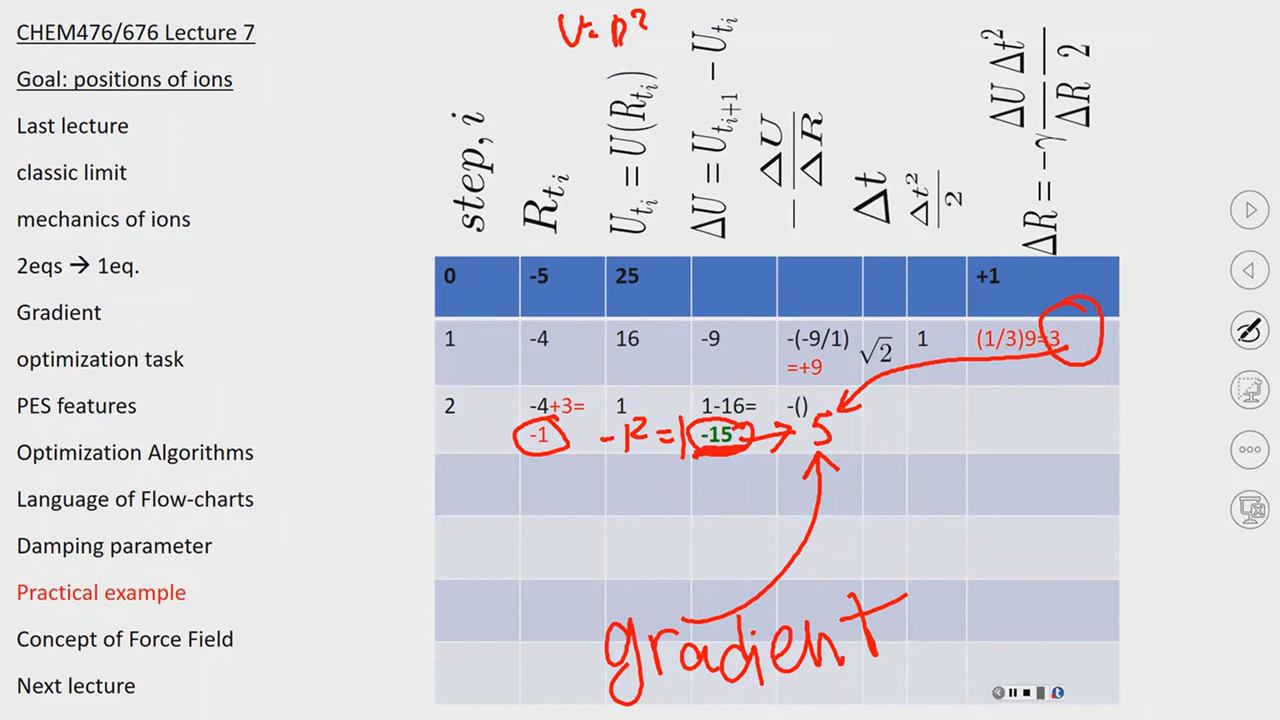 CHEM476/676 Lecture 7
Goal: positions of ions
Last lecture
classic limit
mechanics of ions
2eqs → 1eq.
Gradient
optimization task
PES features
Optimization Algorithms
Language of Flow-charts
Damping parameter
Practical example
Concept of Force Field
Next lecture
step, i
R_{t_i}
U_{t_i} = U(R_{t_i})
ΔU = U_{t_{i+1}} − U_{t_i}
− ΔU/ΔR
Δt
Δt²/2
ΔR = −γ ΔU/ΔR Δt²/2
0 -5 25 +1
1 -4 16 -9 -(-9/1) √2 1 (1/3)9=3
=+9
2 -4+3= 1 1-16= -()
-1 -1²=1 -15 5
gradient